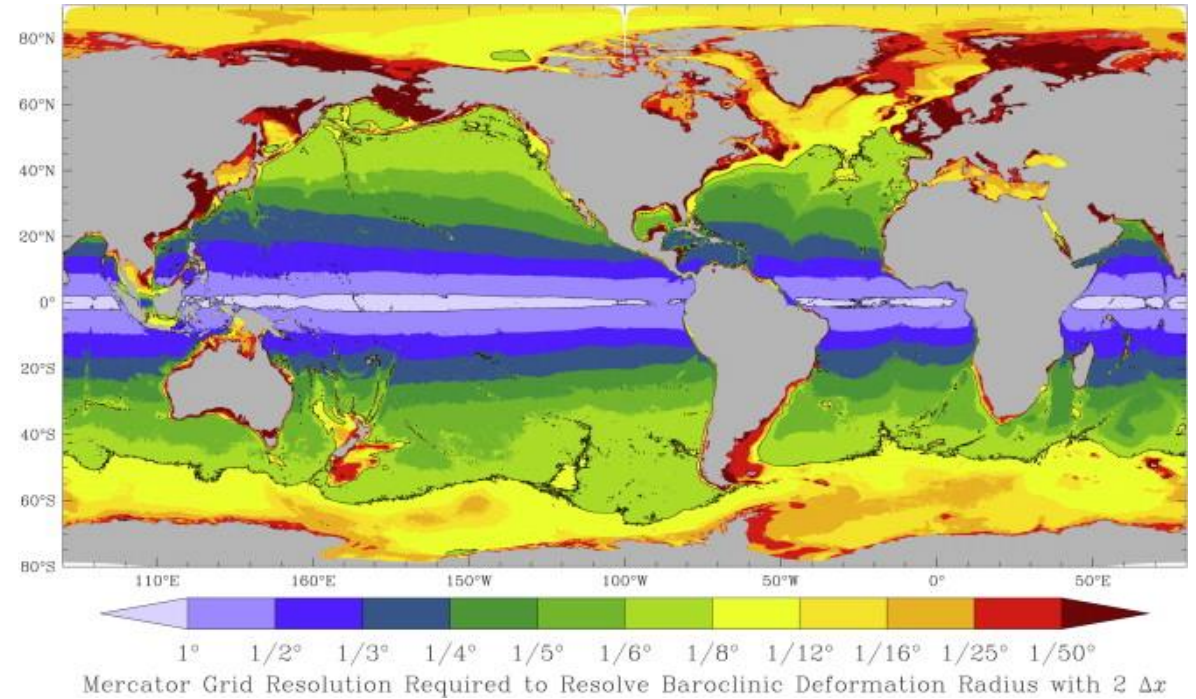 80°N
60°N
40°N
20°N
0°
20°S
40°S
60°S
80°S
110°E 160°E 150°W 100°W 50°W 0° 50°E
1° 1/2° 1/3° 1/4° 1/5° 1/6° 1/8° 1/12° 1/16° 1/25° 1/50°
Mercator Grid Resolution Required to Resolve Baroclinic Deformation Radius with 2 Δx